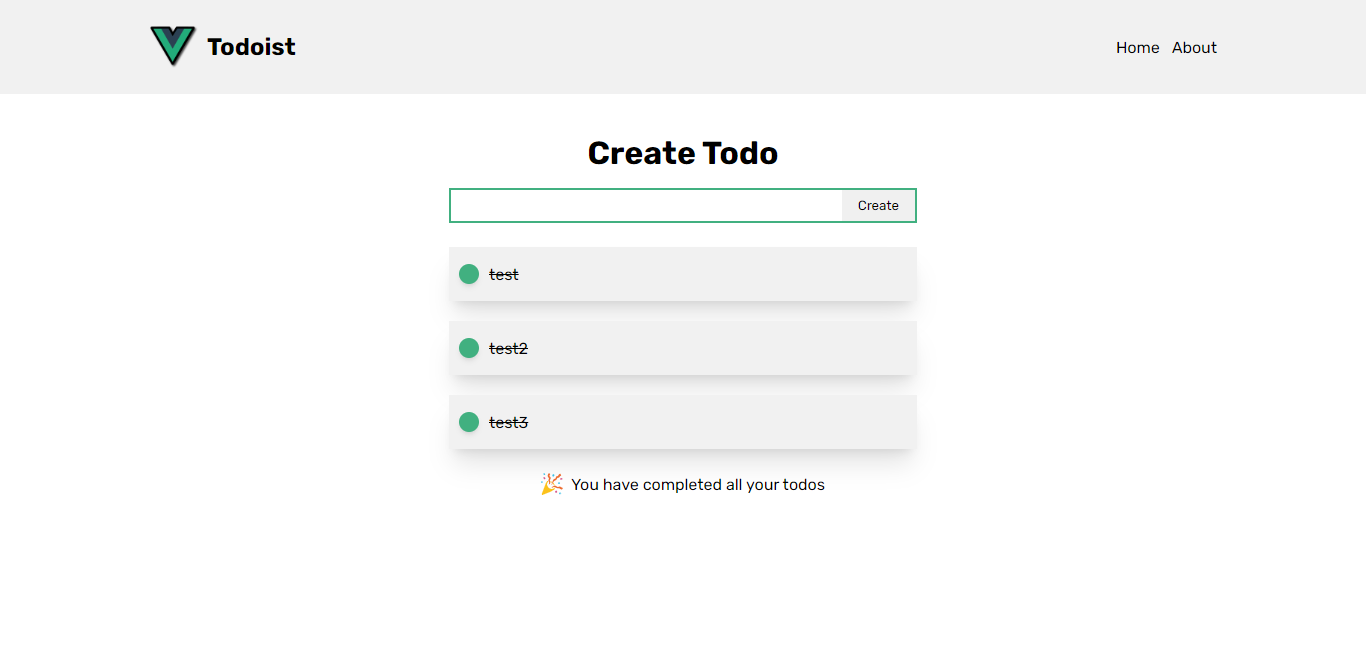 Todoist
Home About
Create Todo
Create
test
test2
test3
🎉 You have completed all your todos